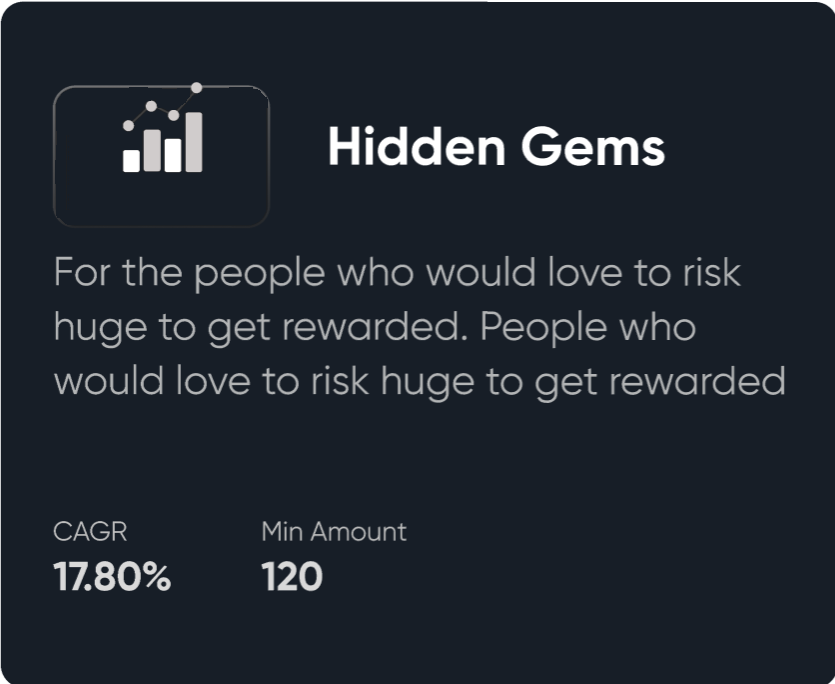 Hidden Gems
For the people who would love to risk
huge to get rewarded. People who
would love to risk huge to get rewarded
CAGR
17.80%
Min Amount
120